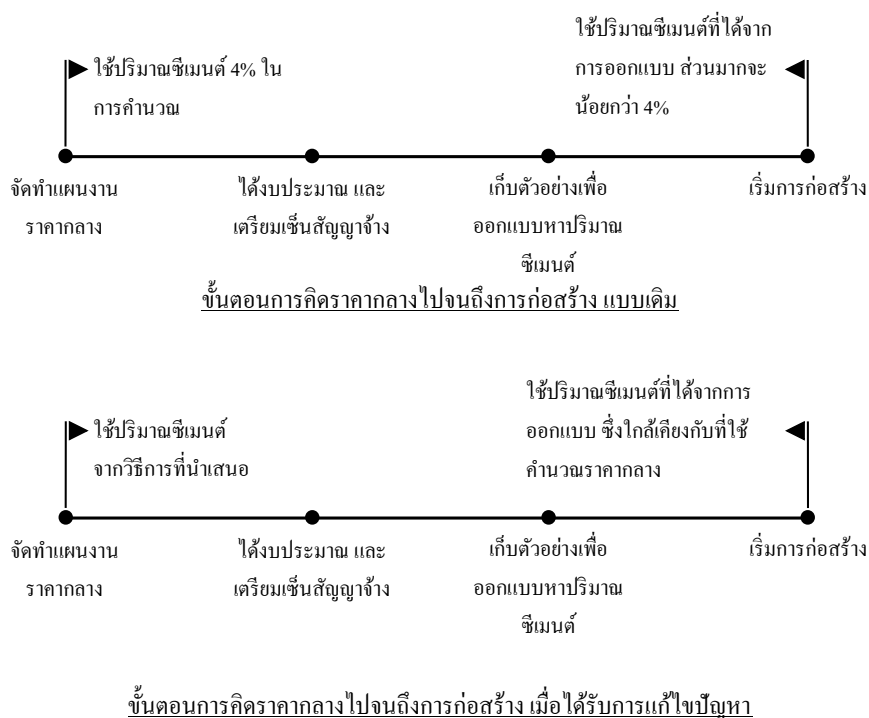 ใช้ปริมาณซีเมนต์ 4% ใน
การคำนวณ
ใช้ปริมาณซีเมนต์ที่ได้จาก
การออกแบบ ส่วนมากจะ
น้อยกว่า 4%
จัดทำแผนงาน
ราคากลาง
ได้งบประมาณ และ
เตรียมเซ็นสัญญาจ้าง
เก็บตัวอย่างเพื่อ
ออกแบบหาปริมาณ
ซีเมนต์
เริ่มการก่อสร้าง
ขั้นตอนการคิดราคากลางไปจนถึงการก่อสร้าง แบบเดิม
ใช้ปริมาณซีเมนต์
จากวิธีการที่นำเสนอ
ใช้ปริมาณซีเมนต์ที่ได้จากการ
ออกแบบ ซึ่งใกล้เคียงกับที่ใช้
คำนวณราคากลาง
จัดทำแผนงาน
ราคากลาง
ได้งบประมาณ และ
เตรียมเซ็นสัญญาจ้าง
เก็บตัวอย่างเพื่อ
ออกแบบหาปริมาณ
ซีเมนต์
เริ่มการก่อสร้าง
ขั้นตอนการคิดราคากลางไปจนถึงการก่อสร้าง เมื่อได้รับการแก้ไขปัญหา